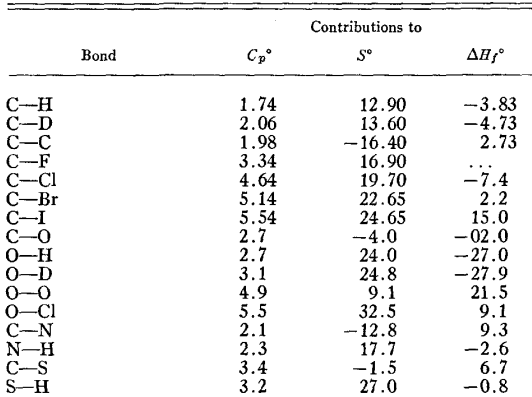 Contributions to
Bond Cp° S° ΔHf°
C—H 1.74 12.90 −3.83
C—D 2.06 13.60 −4.73
C—C 1.98 −16.40 2.73
C—F 3.34 16.90 ...
C—Cl 4.64 19.70 −7.4
C—Br 5.14 22.65 2.2
C—I 5.54 24.65 15.0
C—O 2.7 −4.0 −02.0
O—H 2.7 24.0 −27.0
O—D 3.1 24.8 −27.9
O—O 4.9 9.1 21.5
O—Cl 5.5 32.5 9.1
C—N 2.1 −12.8 9.3
N—H 2.3 17.7 −2.6
C—S 3.4 −1.5 6.7
S—H 3.2 27.0 −0.8